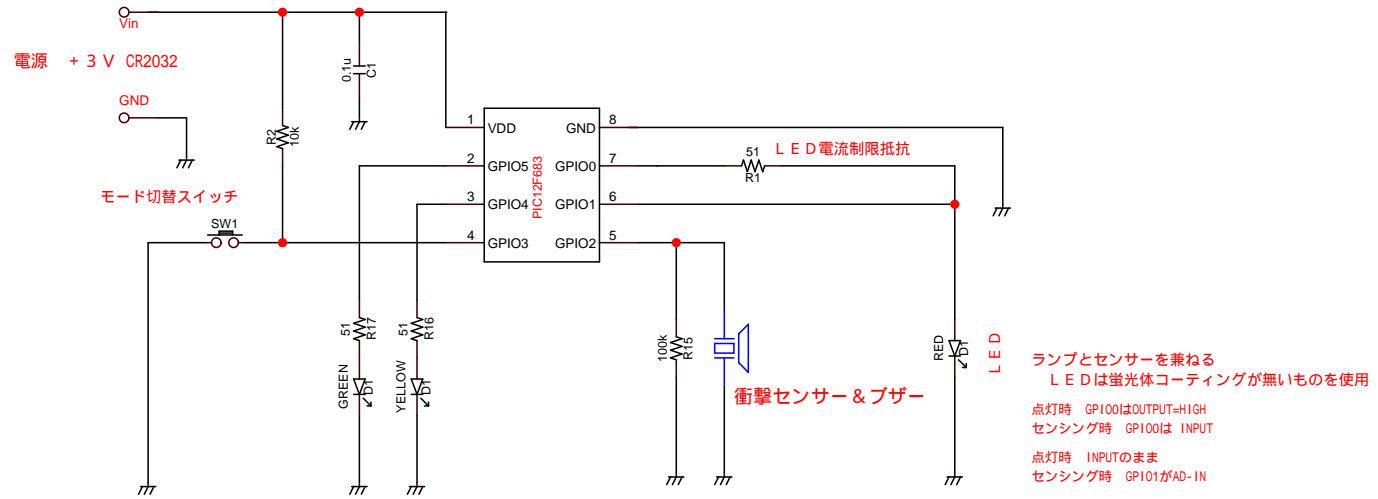 Vin
電源 ＋３Ｖ CR2032
GND
R2
10k
0.1u
C1
モード切替スイッチ
SW1
1
VDD
2
GPIO5
3
GPIO4
4
GPIO3
PIC12F683
GND
8
GPIO0
7
GPIO1
6
GPIO2
5
51
R1
ＬＥＤ電流制限抵抗
51
R17
51
R16
GREEN
D1
YELLOW
D1
100k
R15
衝撃センサー＆ブザー
RED
D1
ＬＥＤ
ランプとセンサーを兼ねる
ＬＥＤは蛍光体コーティングが無いものを使用
点灯時 GPIO0はOUTPUT=HIGH
センシング時 GPIO0は INPUT
点灯時 INPUTのまま
センシング時 GPIO1がAD-IN